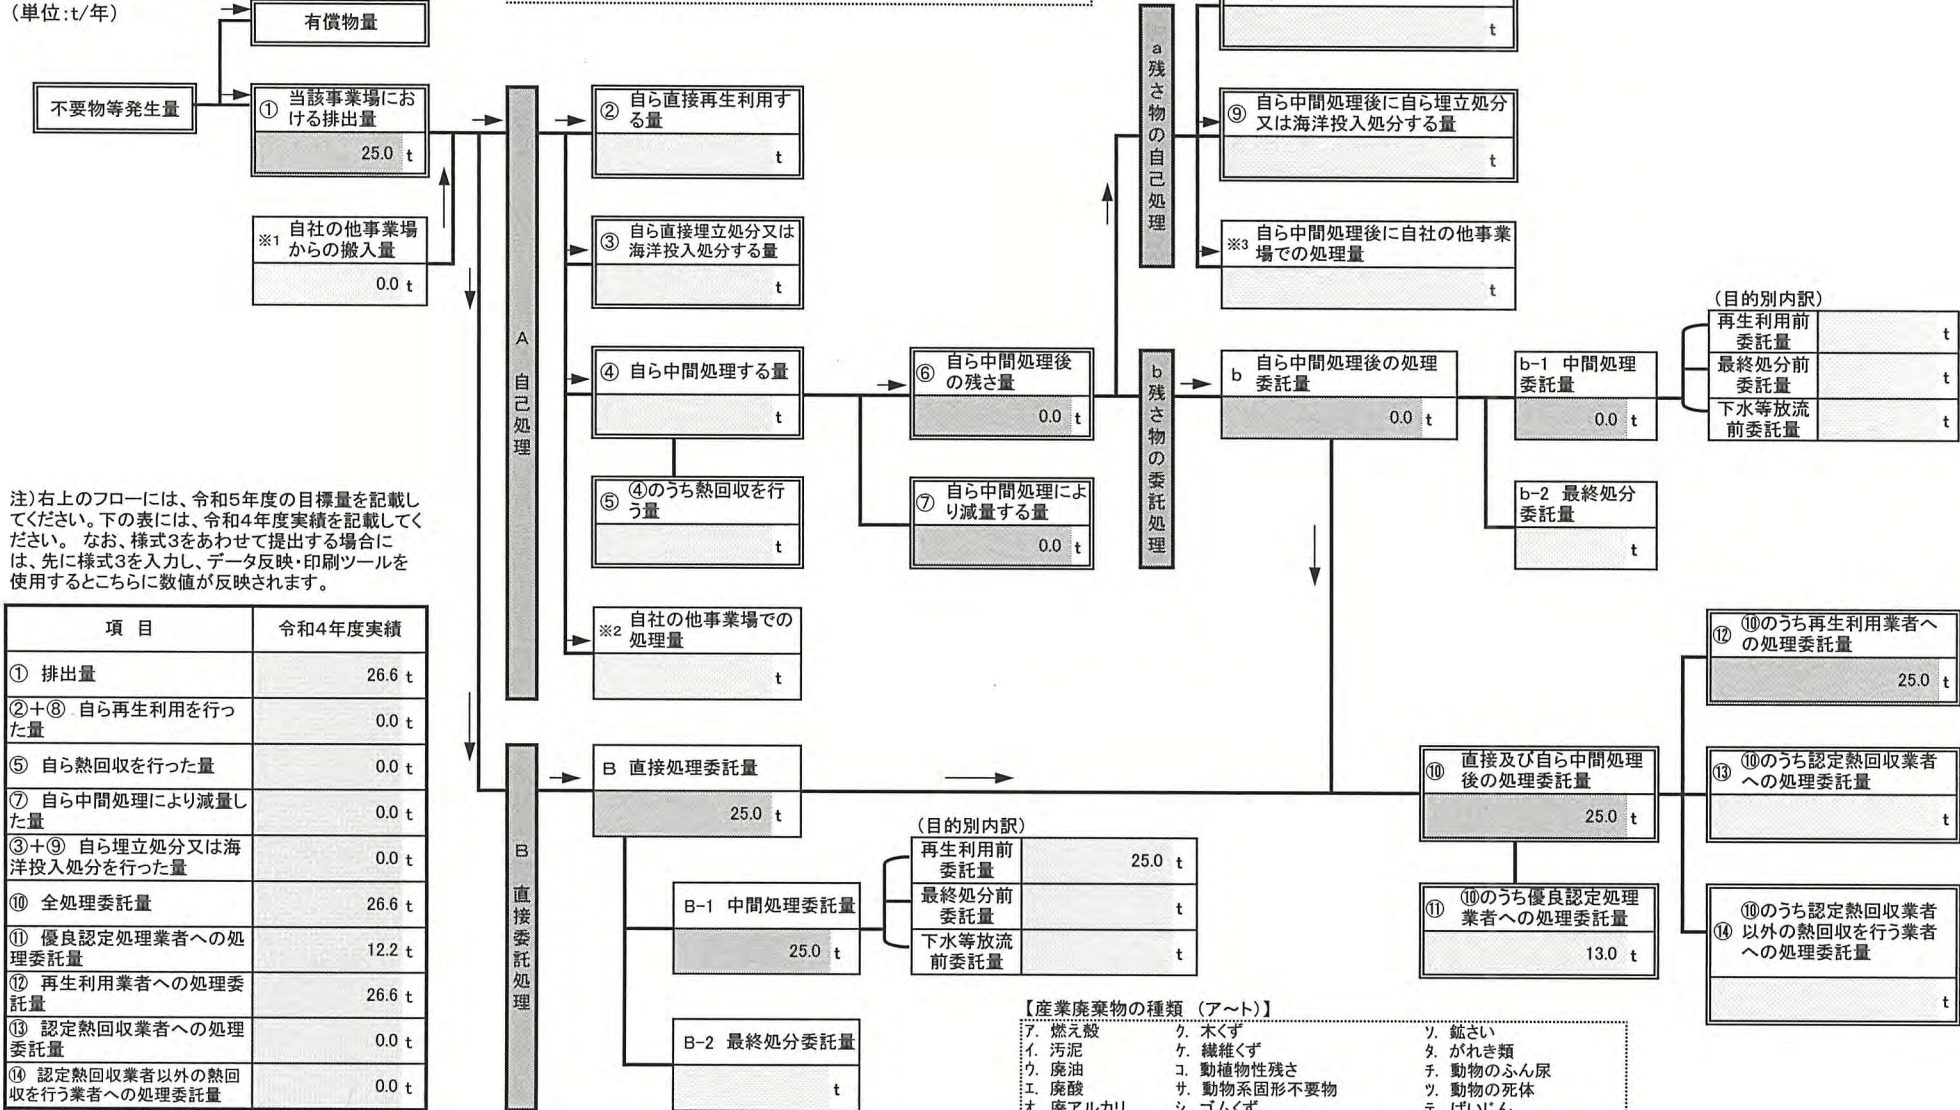 (単位:t/年)
有償物量
不要物等発生量
① 当該事業場にお
ける排出量
25.0 t
※1 自社の他事業場
からの搬入量
0.0 t
A 自己処理
② 自ら直接再生利用す
る量
t
③ 自ら直接埋立処分又は
海洋投入処分する量
t
④ 自ら中間処理する量
t
⑤ ④のうち熱回収を行
う量
t
※2 自社の他事業場での
処理量
t
⑥ 自ら中間処理後
の残さ量
0.0 t
⑦ 自ら中間処理によ
り減量する量
0.0 t
a 残さ物の自己処理
t
⑨ 自ら中間処理後に自ら埋立処分
又は海洋投入処分する量
t
※3 自ら中間処理後に自社の他事業
場での処理量
t
b 残さ物の委託処理
b 自ら中間処理後の処理
委託量
0.0 t
b-1 中間処理
委託量
0.0 t
b-2 最終処分
委託量
t
(目的別内訳)
再生利用前
委託量
t
最終処分前
委託量
t
下水等放流
前委託量
t
注)右上のフローには、令和5年度の目標量を記載し
てください。下の表には、令和4年度実績を記載してく
ださい。 なお、様式3をあわせて提出する場合に
は、先に様式3を入力し、データ反映・印刷ツールを
使用するとこちらに数値が反映されます。
項 目 令和4年度実績
① 排出量 26.6 t
②+⑧ 自ら再生利用を行っ
た量 0.0 t
⑤ 自ら熱回収を行った量 0.0 t
⑦ 自ら中間処理により減量し
た量 0.0 t
③+⑨ 自ら埋立処分又は海
洋投入処分を行った量 0.0 t
⑩ 全処理委託量 26.6 t
⑪ 優良認定処理業者への処
理委託量 12.2 t
⑫ 再生利用業者への処理委
託量 26.6 t
⑬ 認定熱回収業者への処理
委託量 0.0 t
⑭ 認定熱回収業者以外の熱回
収を行う業者への処理委託量 0.0 t
B 直接委託処理
B 直接処理委託量
25.0 t
B-1 中間処理委託量
25.0 t
B-2 最終処分委託量
t
(目的別内訳)
再生利用前
委託量
25.0 t
最終処分前
委託量
t
下水等放流
前委託量
t
⑩ 直接及び自ら中間処理
後の処理委託量
25.0 t
⑪ ⑩のうち優良認定処理
業者への処理委託量
13.0 t
⑫ ⑩のうち再生利用業者へ
の処理委託量
25.0 t
⑬ ⑩のうち認定熱回収業者
への処理委託量
t
⑭ ⑩のうち認定熱回収業者
以外の熱回収を行う業者
への処理委託量
t
【産業廃棄物の種類 (ア~ト)】
ア. 燃え殻 ク. 木くず ソ. 鉱さい
イ. 汚泥 ケ. 繊維くず タ. がれき類
ウ. 廃油 コ. 動植物性残さ チ. 動物のふん尿
エ. 廃酸 サ. 動物系固形不要物 ツ. 動物の死体
オ. 廃アルカリ シ. ゴムくず テ. ばいじん